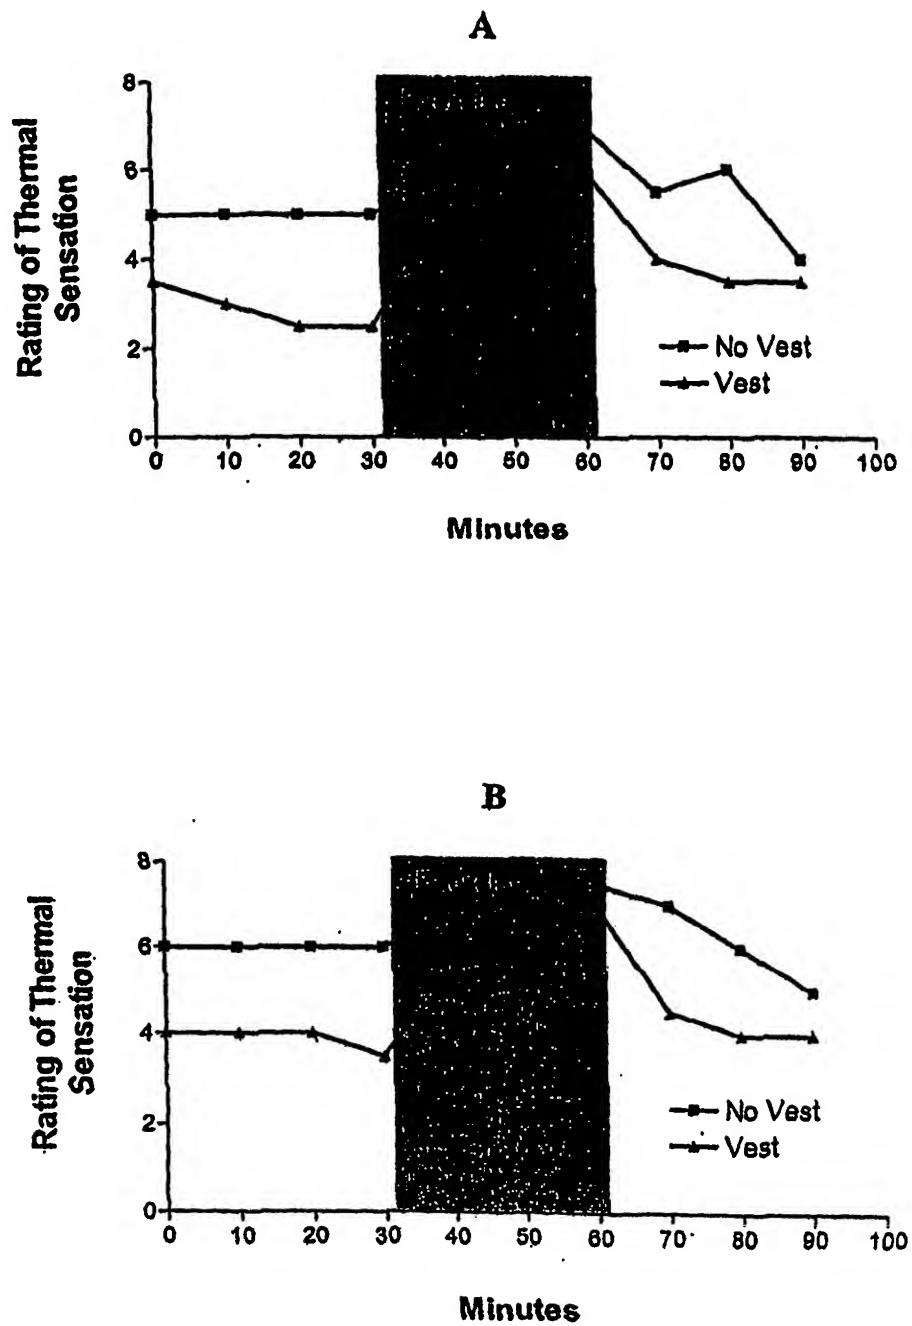 A
8
6
4
2
0
Rating of Thermal
Sensation
No Vest
Vest
0 10 20 30 40 50 60 70 80 90 100
Minutes
B
8
6
4
2
0
Rating of Thermal
Sensation
No Vest
Vest
0 10 20 30 40 50 60 70 80 90 100
Minutes